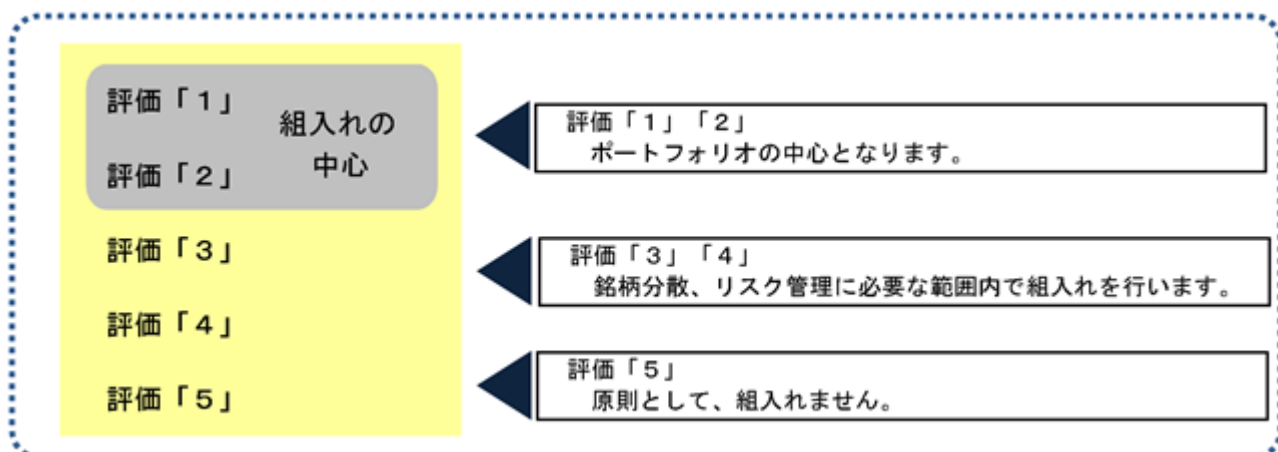 評価「１」
組入れの
中心
評価「２」
評価「３」
評価「４」
評価「５」
評価「１」「２」
ポートフォリオの中心となります。
評価「３」「４」
銘柄分散、リスク管理に必要な範囲内で組入れを行います。
評価「５」
原則として、組入れません。